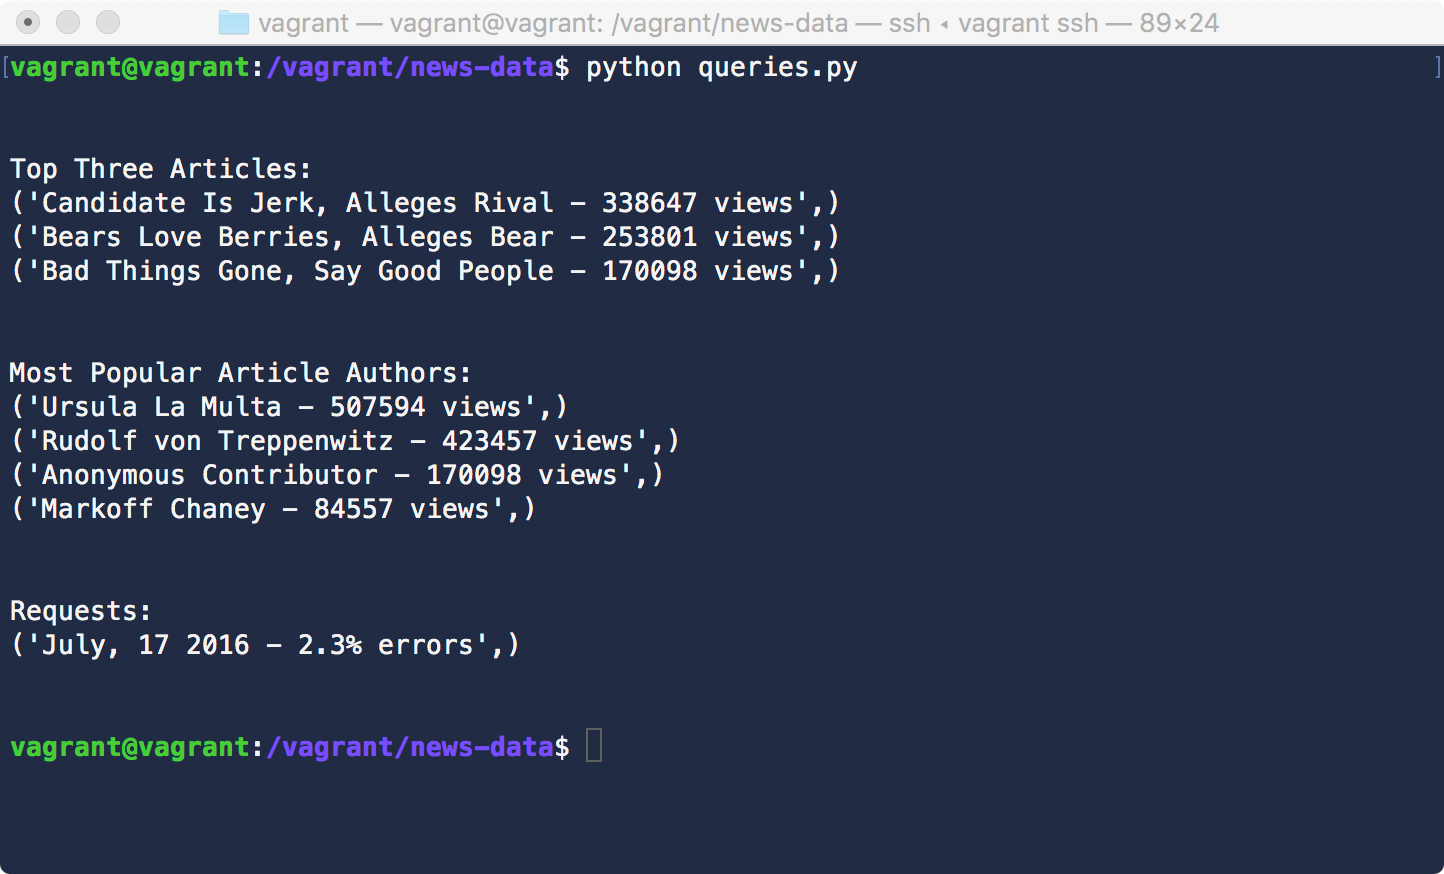 vagrant — vagrant@vagrant: /vagrant/news-data — ssh ◂ vagrant ssh — 89×24
[vagrant@vagrant:/vagrant/news-data$ python queries.py ]
Top Three Articles:
('Candidate Is Jerk, Alleges Rival — 338647 views',)
('Bears Love Berries, Alleges Bear — 253801 views',)
('Bad Things Gone, Say Good People — 170098 views',)
Most Popular Article Authors:
('Ursula La Multa — 507594 views',)
('Rudolf von Treppenwitz — 423457 views',)
('Anonymous Contributor — 170098 views',)
('Markoff Chaney — 84557 views',)
Requests:
('July, 17 2016 — 2.3% errors',)
vagrant@vagrant:/vagrant/news-data$